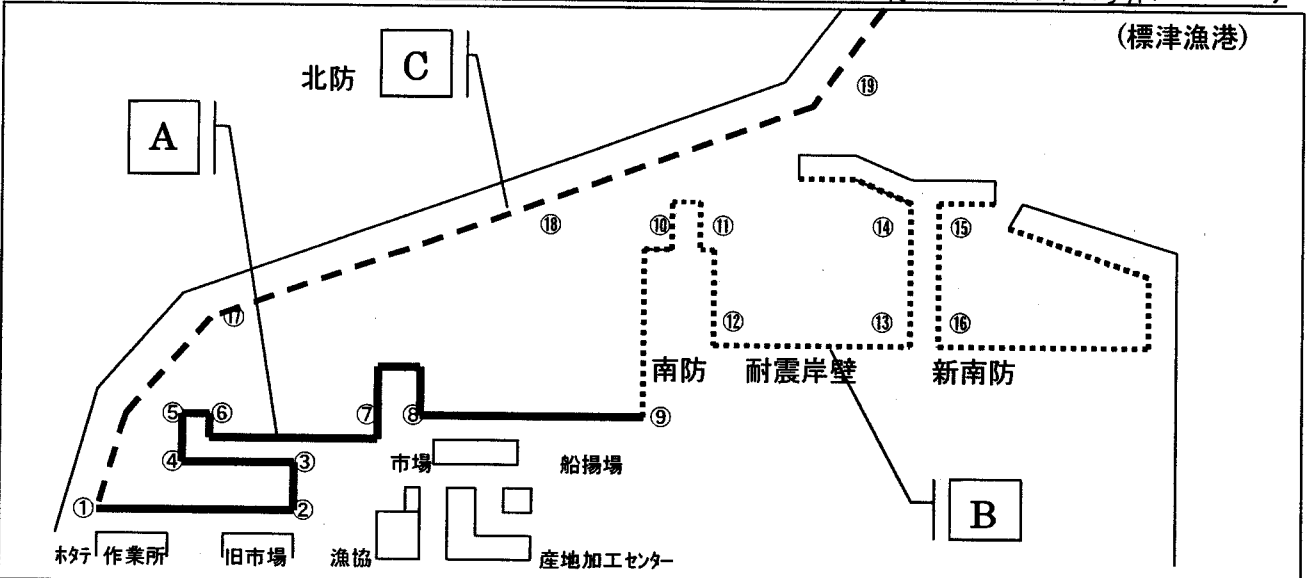 (標津漁港)
北防
C
A
⑲
⑱
⑩
⑪
⑭
⑮
⑰
⑫
⑬
⑯
南防
耐震岸壁
新南防
⑤
⑥
⑦
⑧
⑨
④
③
市場
船揚場
①
②
B
ホタテ
作業所
旧市場
漁協
産地加工センター